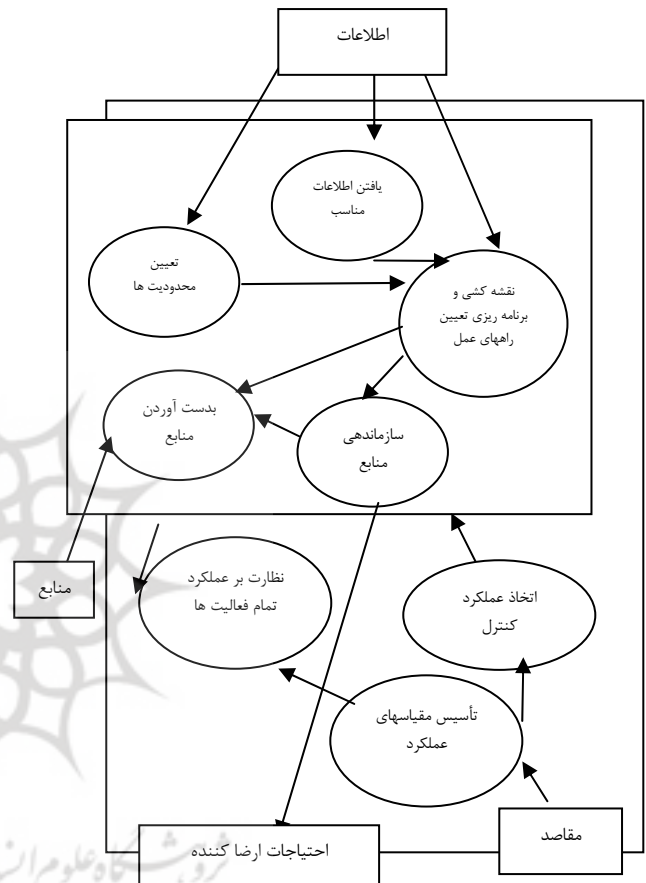 اطلاعات
یافتن اطلاعات
مناسب
تعیین
محدودیت ها
نقشه کشی و
برنامه ریزی تعیین
راههای عمل
بدست آوردن
منابع
سازماندهی
منابع
منابع
نظارت بر عملکرد
تمام فعالیت ها
اتخاذ عملکرد
کنترل
تأسیس مقیاسهای
عملکرد
مقاصد
احتیاجات ارضا کننده